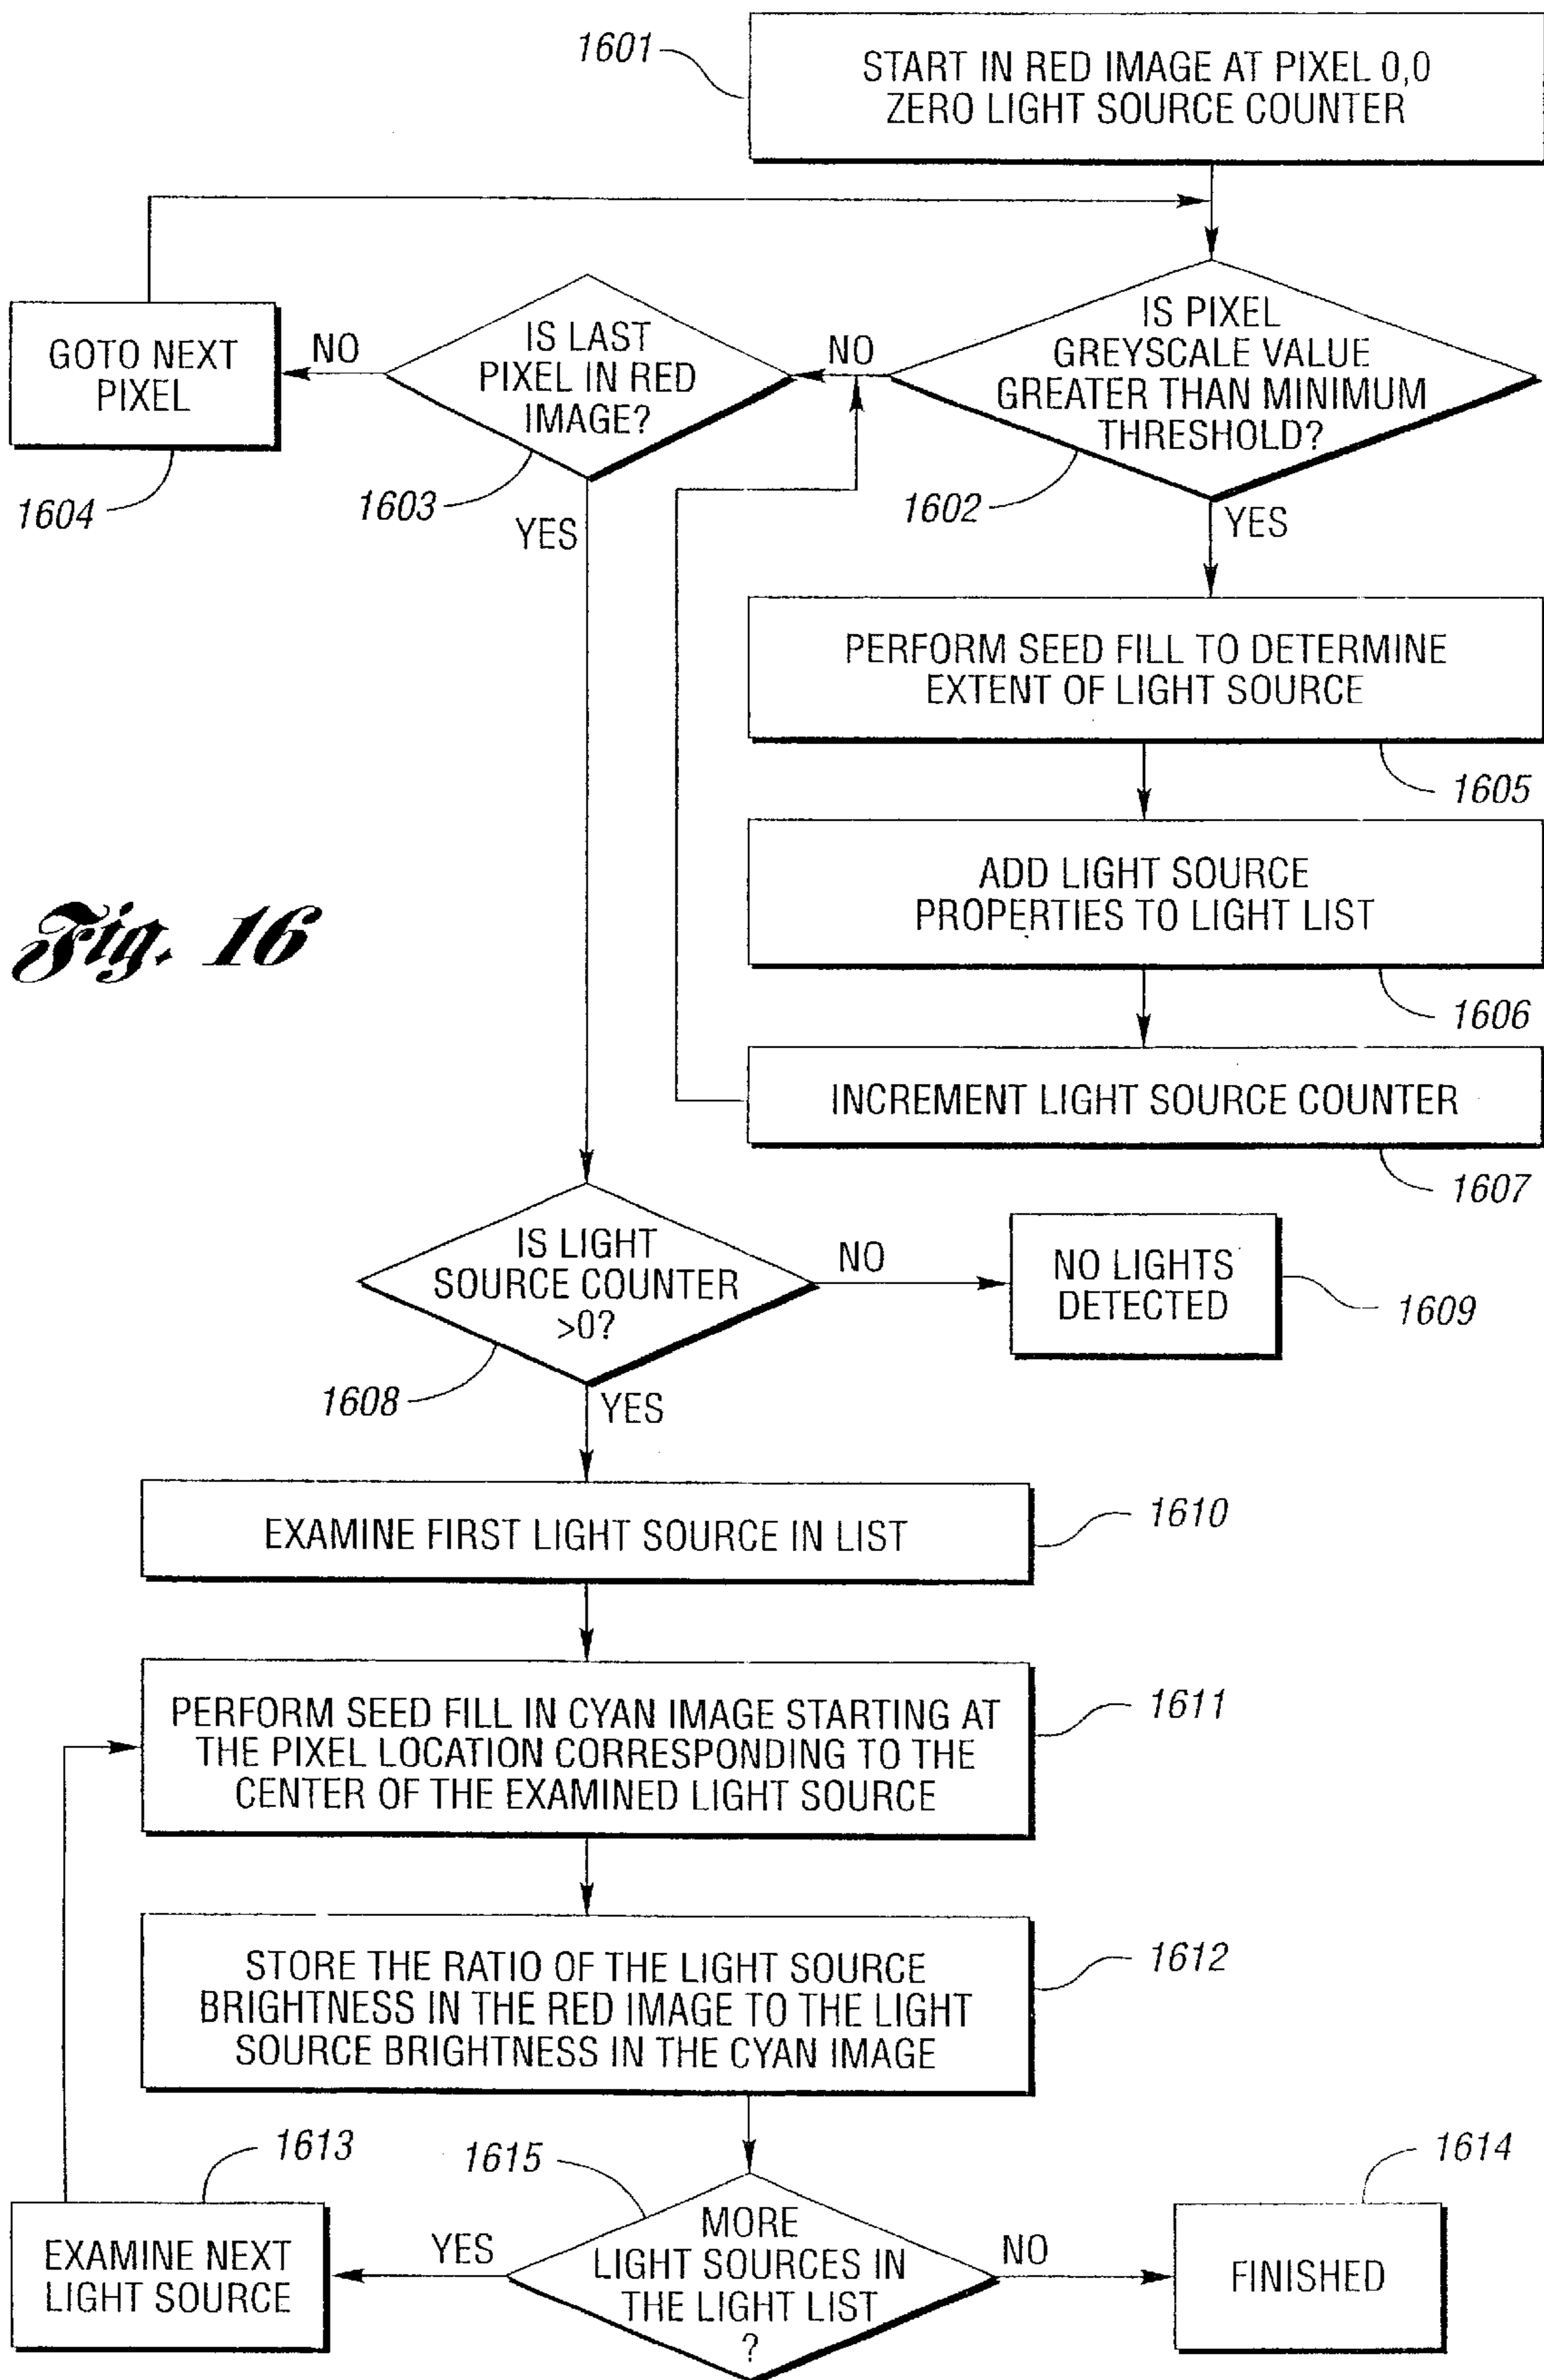 1601
START IN RED IMAGE AT PIXEL 0,0
ZERO LIGHT SOURCE COUNTER
GOTO NEXT
PIXEL
1604
NO
IS LAST
PIXEL IN RED
IMAGE?
1603
YES
NO
IS PIXEL
GREYSCALE VALUE
GREATER THAN MINIMUM
THRESHOLD?
1602
YES
PERFORM SEED FILL TO DETERMINE
EXTENT OF LIGHT SOURCE
1605
ADD LIGHT SOURCE
PROPERTIES TO LIGHT LIST
1606
Fig. 16
INCREMENT LIGHT SOURCE COUNTER
1607
IS LIGHT
SOURCE COUNTER
>0?
1608
NO
NO LIGHTS
DETECTED
1609
YES
EXAMINE FIRST LIGHT SOURCE IN LIST
1610
PERFORM SEED FILL IN CYAN IMAGE STARTING AT
THE PIXEL LOCATION CORRESPONDING TO THE
CENTER OF THE EXAMINED LIGHT SOURCE
1611
STORE THE RATIO OF THE LIGHT SOURCE
BRIGHTNESS IN THE RED IMAGE TO THE LIGHT
SOURCE BRIGHTNESS IN THE CYAN IMAGE
1612
1613
EXAMINE NEXT
LIGHT SOURCE
YES
1615
MORE
LIGHT SOURCES IN
THE LIGHT LIST
?
NO
1614
FINISHED